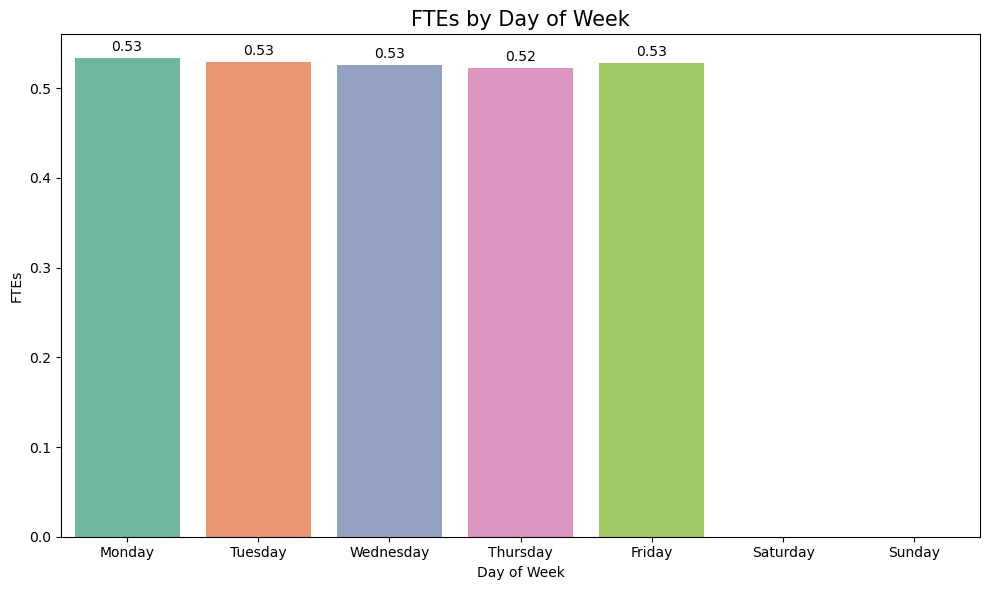 FTEs by Day of Week
0.53
0.53
0.53
0.52
0.53
FTEs
0.5
0.4
0.3
0.2
0.1
0.0
Monday
Tuesday
Wednesday
Thursday
Friday
Saturday
Sunday
Day of Week